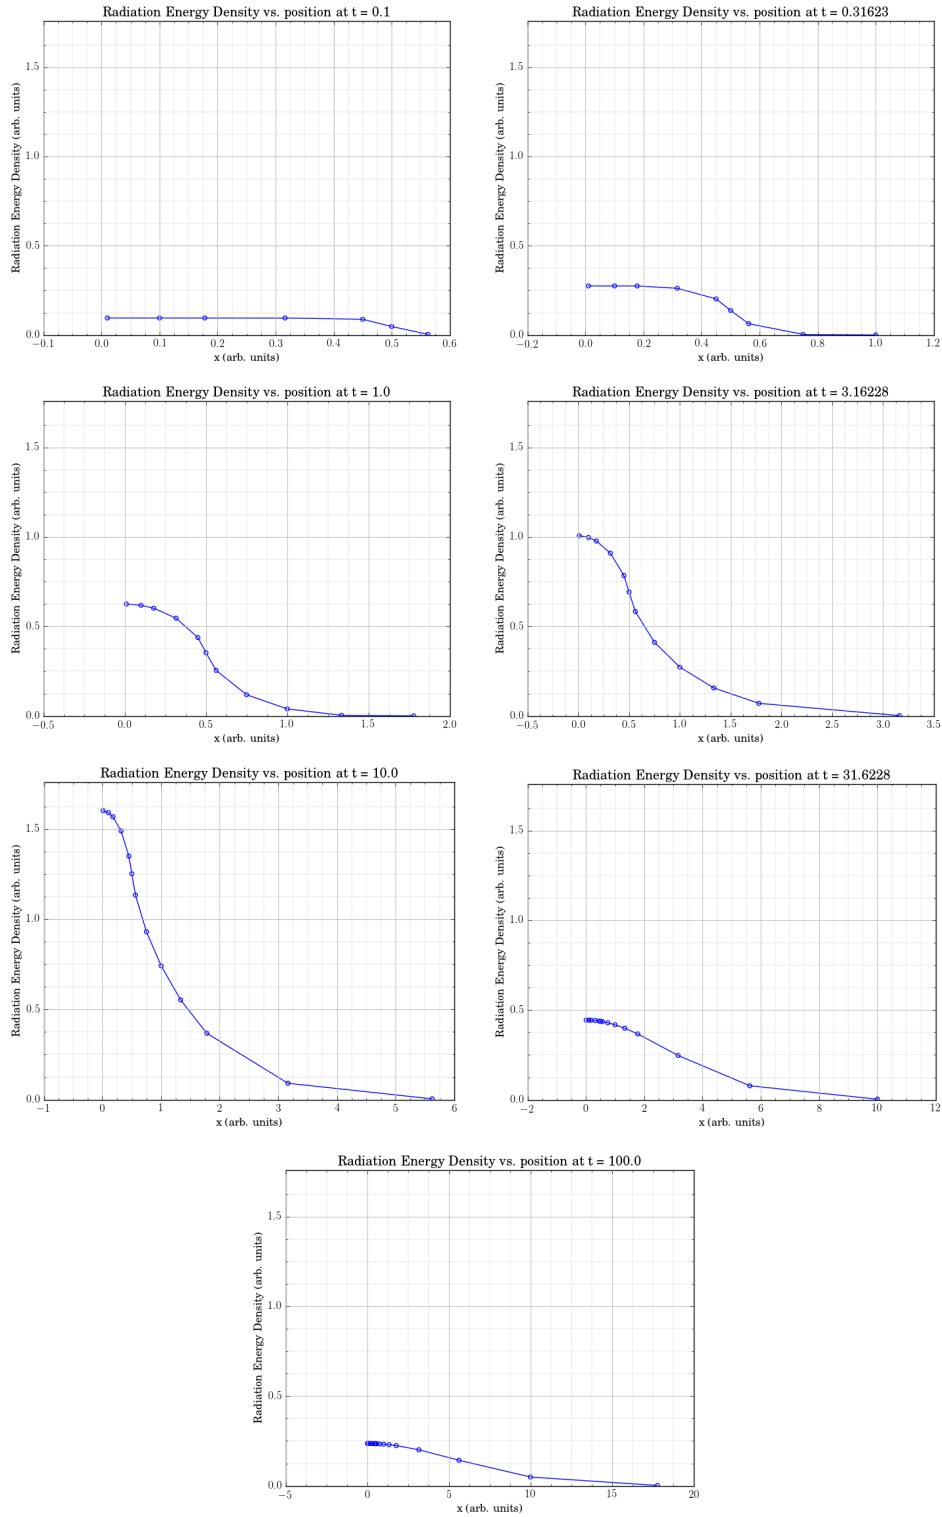 Radiation Energy Density vs. position at t = 0.1
Radiation Energy Density (arb. units)
1.5
1.0
0.5
0.0
−0.1 0.0 0.1 0.2 0.3 0.4 0.5 0.6
x (arb. units)
Radiation Energy Density vs. position at t = 0.31623
Radiation Energy Density (arb. units)
1.5
1.0
0.5
0.0
−0.2 0.0 0.2 0.4 0.6 0.8 1.0 1.2
x (arb. units)
Radiation Energy Density vs. position at t = 1.0
Radiation Energy Density (arb. units)
1.5
1.0
0.5
0.0
−0.5 0.0 0.5 1.0 1.5 2.0
x (arb. units)
Radiation Energy Density vs. position at t = 3.16228
Radiation Energy Density (arb. units)
1.5
1.0
0.5
0.0
−0.5 0.0 0.5 1.0 1.5 2.0 2.5 3.0 3.5
x (arb. units)
Radiation Energy Density vs. position at t = 10.0
Radiation Energy Density (arb. units)
1.5
1.0
0.5
0.0
−1 0 1 2 3 4 5 6
x (arb. units)
Radiation Energy Density vs. position at t = 31.6228
Radiation Energy Density (arb. units)
1.5
1.0
0.5
0.0
−2 0 2 4 6 8 10 12
x (arb. units)
Radiation Energy Density vs. position at t = 100.0
Radiation Energy Density (arb. units)
1.5
1.0
0.5
0.0
−5 0 5 10 15 20
x (arb. units)